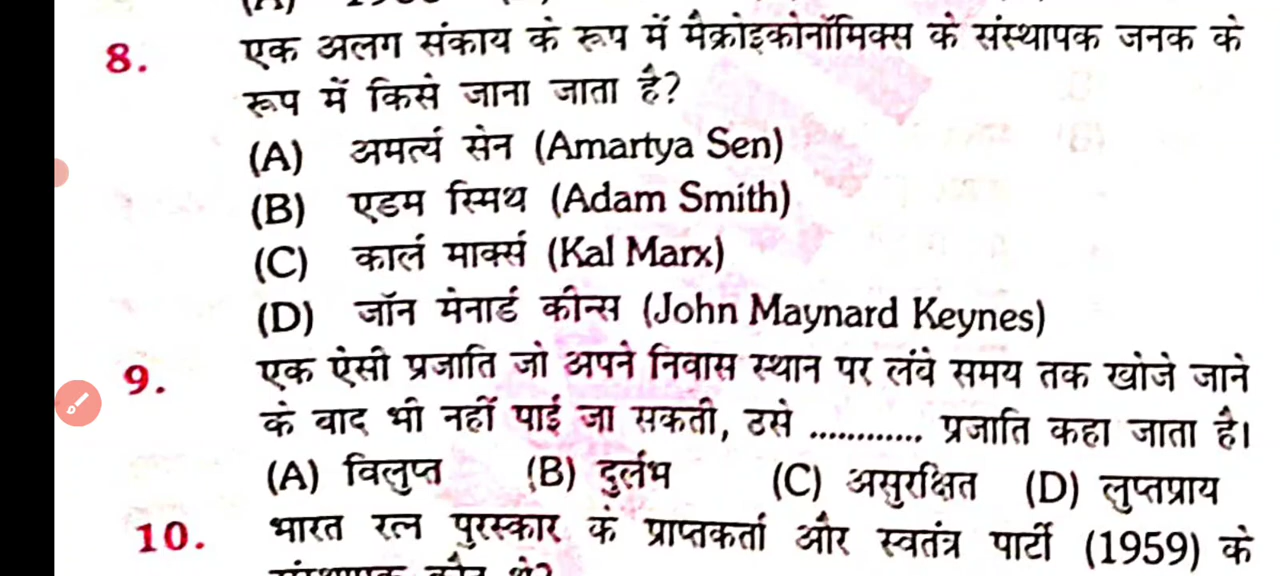 8. एक अलग संकाय के रूप में मैक्रोइकोनॉमिक्स के संस्थापक जनक के
रूप में किसे जाना जाता है?
(A) अमर्त्य सेन (Amartya Sen)
(B) एडम स्मिथ (Adam Smith)
(C) कार्ल मार्क्स (Kal Marx)
(D) जॉन मेनार्ड कीन्स (John Maynard Keynes)
9. एक ऐसी प्रजाति जो अपने निवास स्थान पर लंबे समय तक खोजे जाने
के बाद भी नहीं पाई जा सकती, उसे ............ प्रजाति कहा जाता है।
(A) विलुप्त (B) दुर्लभ (C) असुरक्षित (D) लुप्तप्राय
10. भारत रत्न पुरस्कार के प्राप्तकर्ता और स्वतंत्र पार्टी (1959) के
संस्थापक कौन थे?